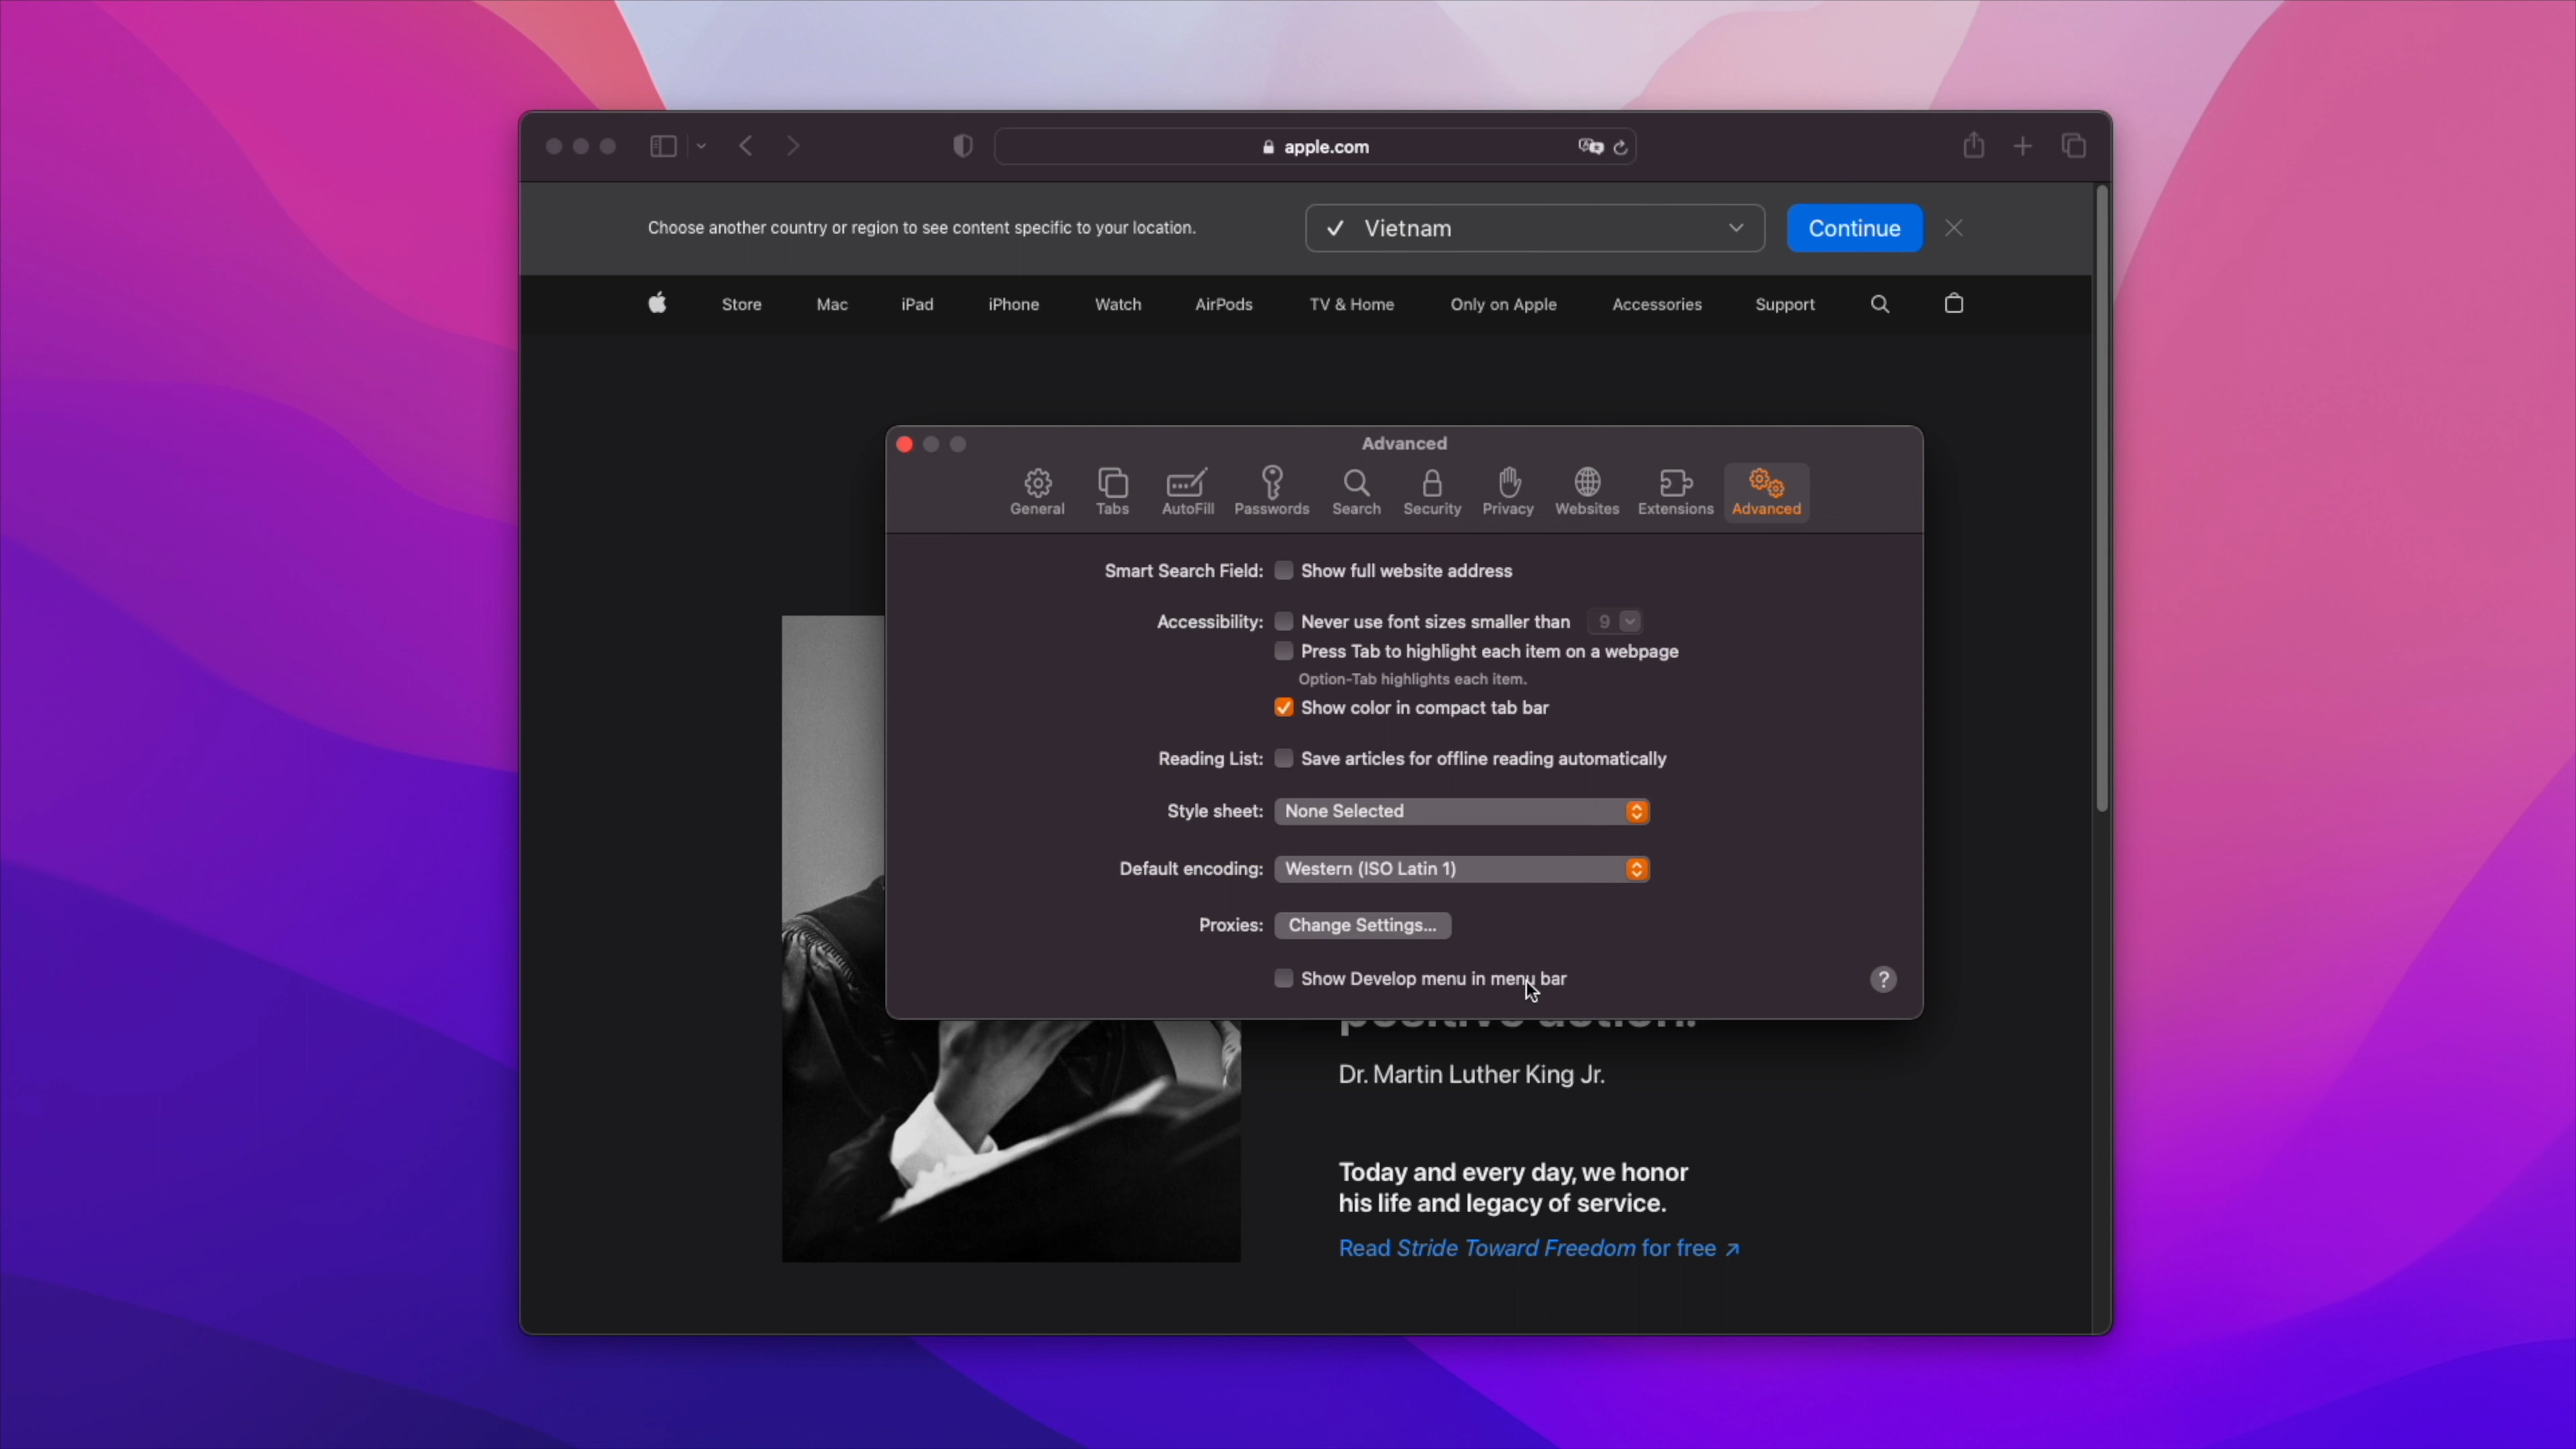 apple.com
Choose another country or region to see content specific to your location.
✓ Vietnam
Continue
Store Mac iPad iPhone Watch AirPods TV & Home Only on Apple Accessories Support
Advanced
General Tabs AutoFill Passwords Search Security Privacy Websites Extensions Advanced
Smart Search Field: Show full website address
Accessibility: Never use font sizes smaller than 9
Press Tab to highlight each item on a webpage
Option-Tab highlights each item.
Show color in compact tab bar
Reading List: Save articles for offline reading automatically
Style sheet: None Selected
Default encoding: Western (ISO Latin 1)
Proxies: Change Settings...
Show Develop menu in menu bar ?
positive action.
Dr. Martin Luther King Jr.
Today and every day, we honor
his life and legacy of service.
Read Stride Toward Freedom for free ↗